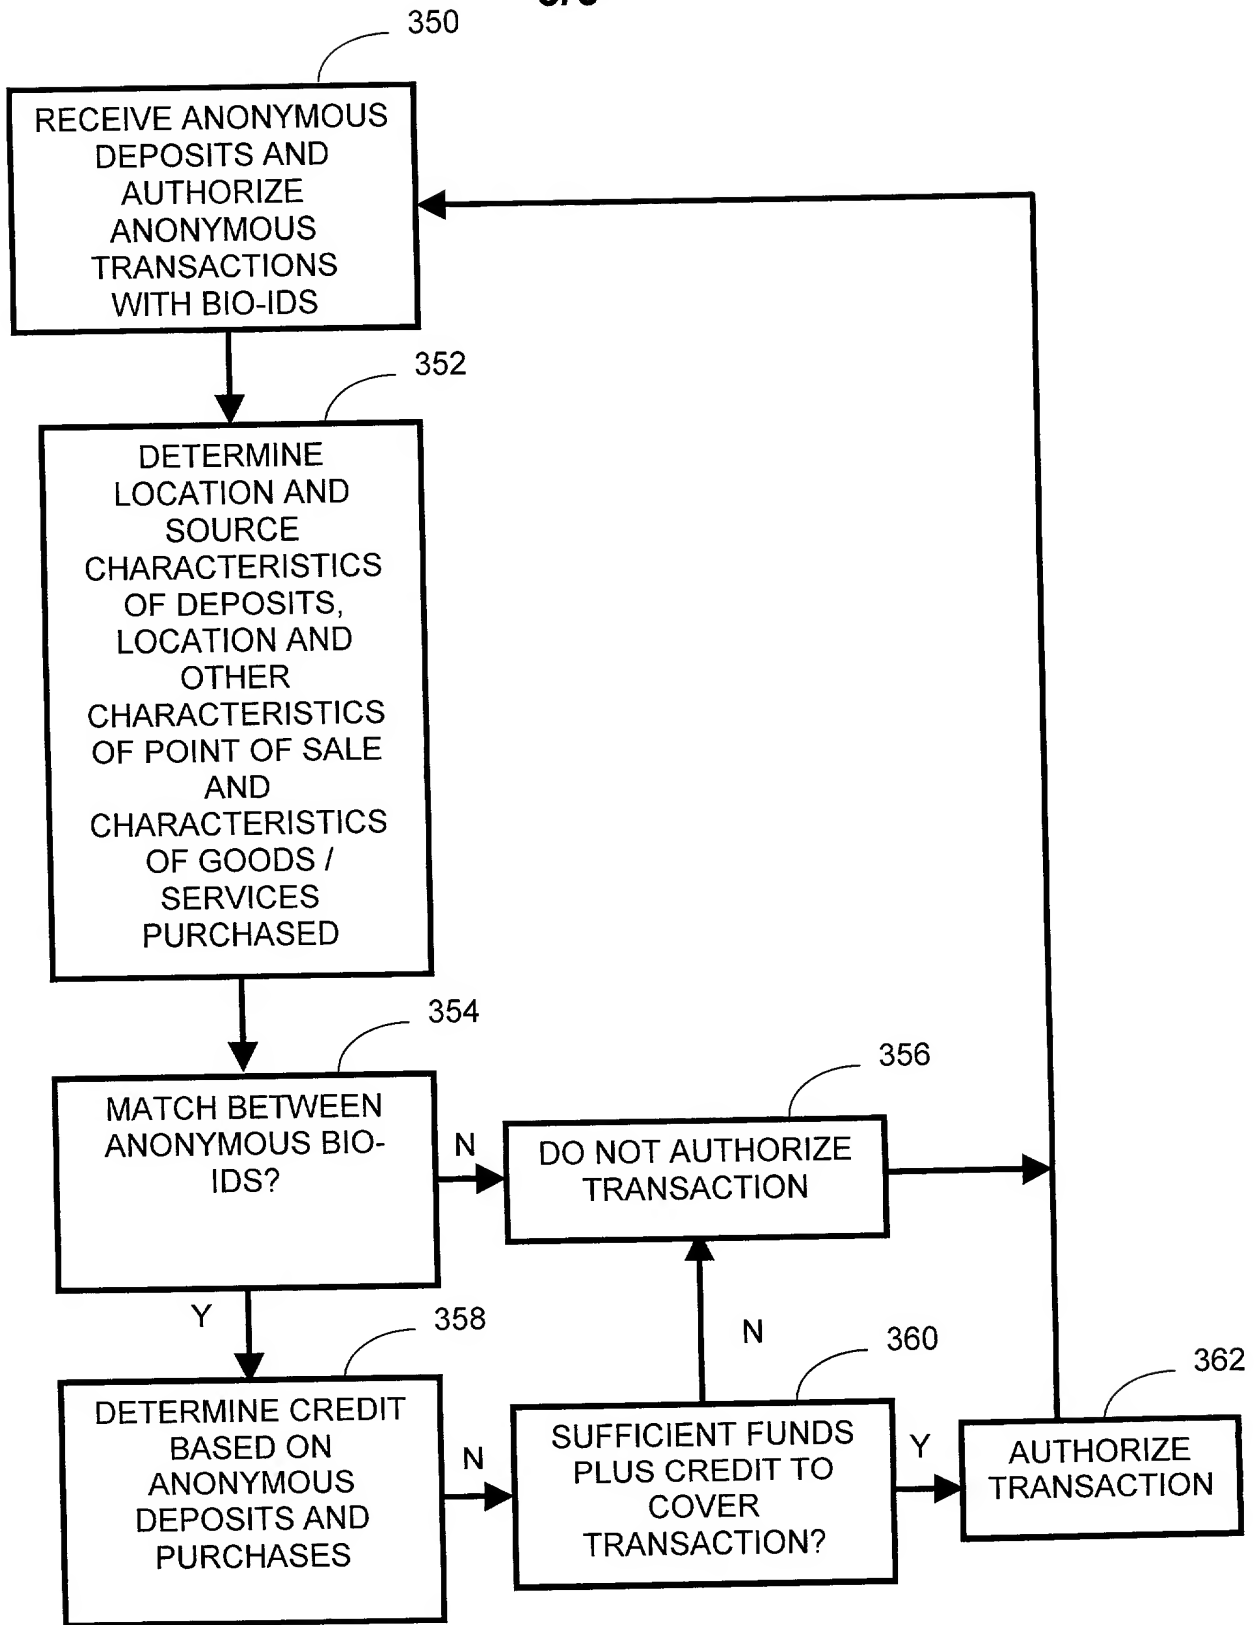 350
RECEIVE ANONYMOUS
DEPOSITS AND
AUTHORIZE
ANONYMOUS
TRANSACTIONS
WITH BIO-IDS
352
DETERMINE
LOCATION AND
SOURCE
CHARACTERISTICS
OF DEPOSITS,
LOCATION AND
OTHER
CHARACTERISTICS
OF POINT OF SALE
AND
CHARACTERISTICS
OF GOODS /
SERVICES
PURCHASED
354
MATCH BETWEEN
ANONYMOUS BIO-
IDS?
N
356
DO NOT AUTHORIZE
TRANSACTION
Y
358
DETERMINE CREDIT
BASED ON
ANONYMOUS
DEPOSITS AND
PURCHASES
N
N
360
SUFFICIENT FUNDS
PLUS CREDIT TO
COVER
TRANSACTION?
Y
362
AUTHORIZE
TRANSACTION